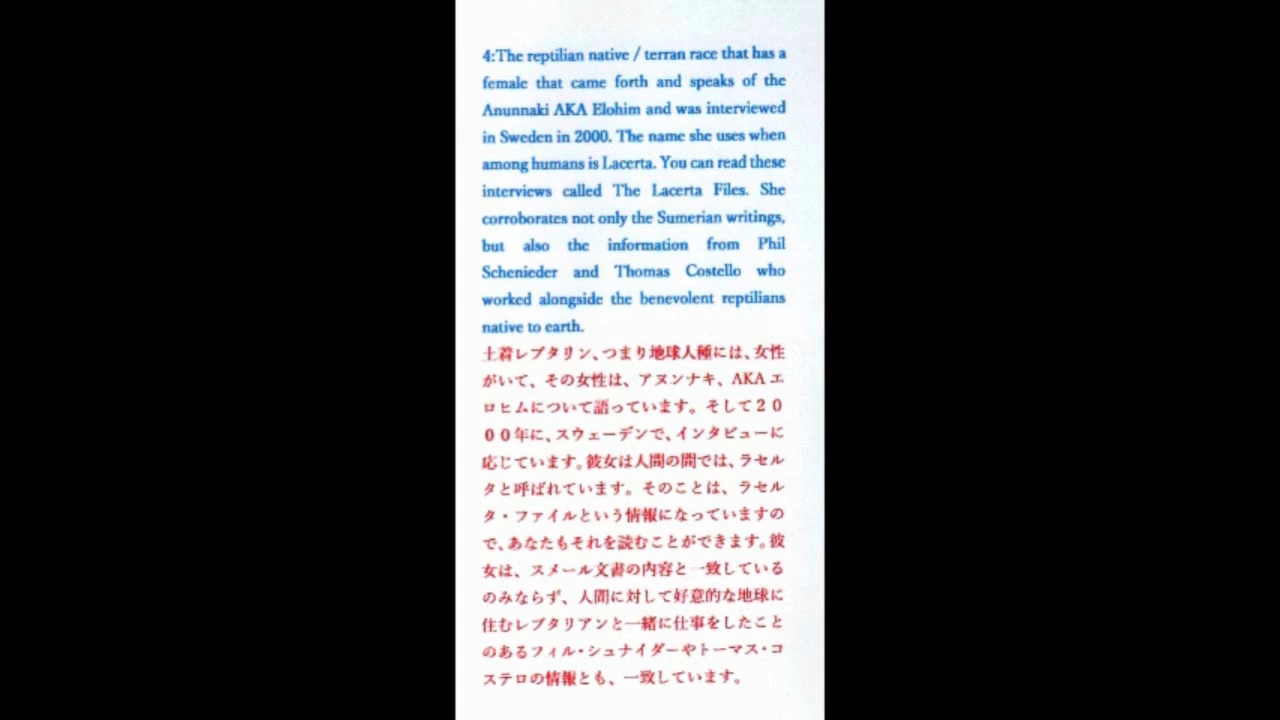 4:The reptilian native / terran race that has a
female that came forth and speaks of the
Anunnaki AKA Elohim and was interviewed
in Sweden in 2000. The name she uses when
among humans is Lacerta. You can read these
interviews called The Lacerta Files. She
corroborates not only the Sumerian writings,
but also the information from Phil
Schenieder and Thomas Costello who
worked alongside the benevolent reptilians
native to earth.
土着レプタリン、つまり地球人種には、女性
がいて、その女性は、アヌンナキ、AKA エ
ロヒムについて語っています。そして２０
００年に、スウェーデンで、インタビューに
応じています。彼女は人間の間では、ラセル
タと呼ばれています。そのことは、ラセル
タ・ファイルという情報になっていますの
で、あなたもそれを読むことができます。彼
女は、スメール文書の内容と一致している
のみならず、人間に対して好意的な地球に
住むレプタリアンと一緒に仕事をしたこと
のあるフィル・シュナイダーやトーマス・コ
ステロの情報とも、一致しています。